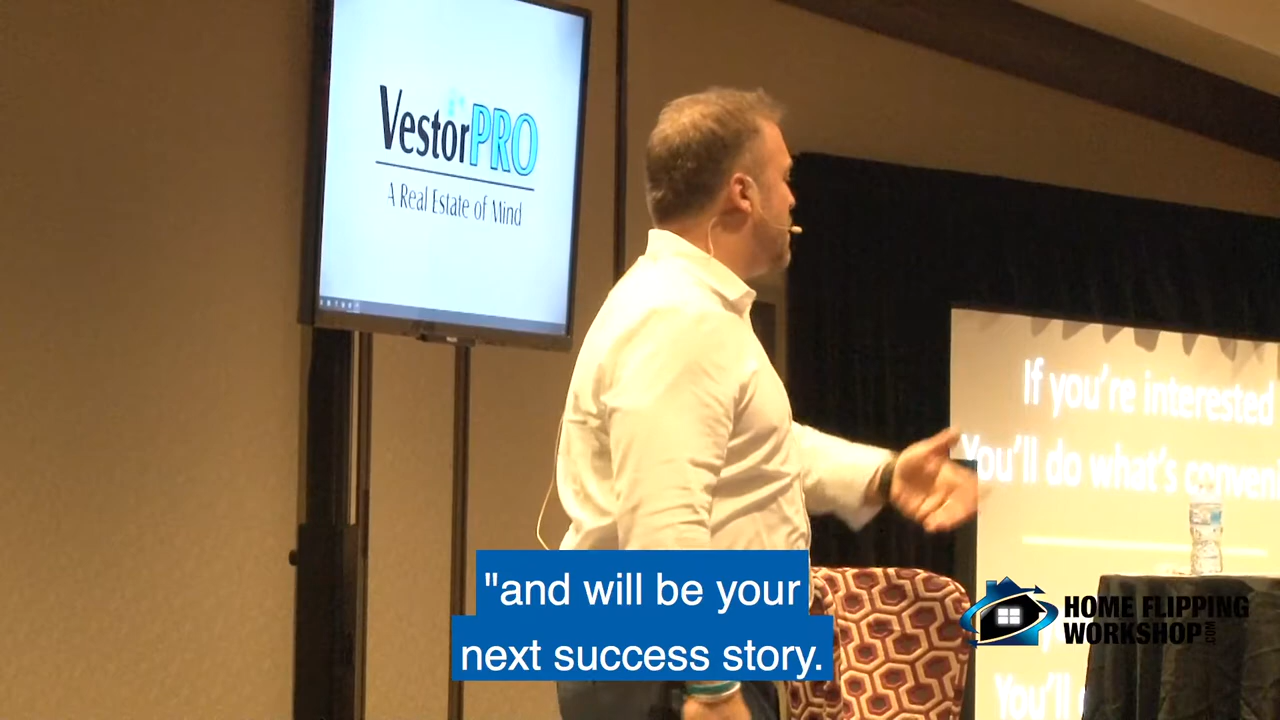 VestorPRO
A Real Estate of Mind
If you're interested
You'll do what's
You'll
"and will be your
next success story.
HOME FLIPPING
WORKSHOP
.COM